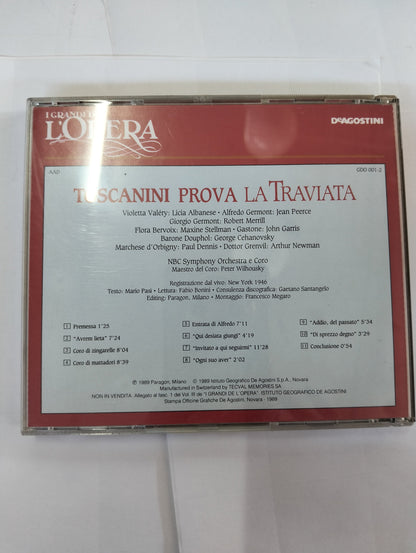 I GRANDI DE
L'OPERA
DEAGOSTINI
AAD
GDO 001-2
TOSCANINI PROVA LA TRAVIATA
Violetta Valéry: Licia Albanese - Alfredo Germont: Jean Peerce
Giorgio Germont: Robert Merrill
Flora Bervoix: Maxine Stellman - Gastone: John Garris
Barone Douphol: George Cehanovsky
Marchese d'Orbigny: Paul Dennis - Dottor Grenvil: Arthur Newman
NBC Symphony Orchestra e Coro
Maestro del Coro: Peter Wilhousky
Registrazione dal vivo: New York 1946
Testo: Mario Pasi - Lettura: Fabio Bonini - Consulenza discografica: Gaetano Santangelo
Editing: Paragon, Milano - Montaggio: Francesco Megaro
1 Premessa 1'25
2 "Avrem lieta" 7'24
3 Coro di zingarelle 8'04
4 Coro di mattadori 8'39
5 Entrata di Alfredo 7'11
6 "Qui desiata giungi" 4'19
7 "Invitato a qui seguirmi" 11'28
8 "Ogni suo aver" 2'02
9 "Addio, del passato" 5'34
10 "Di sprezzo degno" 3'29
11 Conclusione 0'54
℗ 1989 Paragon, Milano - © 1989 Istituto Geografico De Agostini S.p.A., Novara
Manufactured in Switzerland by TECVAL MEMORIES SA
NON IN VENDITA. Allegato al fasc. 1 del Vol. III de "I GRANDI DE L'OPERA". ISTITUTO GEOGRAFICO DE AGOSTINI
Stampa Officine Grafiche De Agostini, Novara - 1989